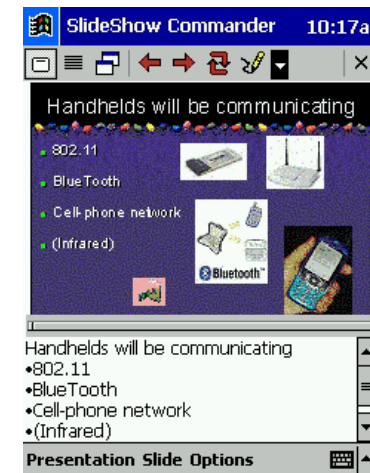 SlideShow Commander 10:17a
Handhelds will be communicating
802.11
BlueTooth
Cell-phone network
(Infrared)
Bluetooth™
Handhelds will be communicating
•802.11
•BlueTooth
•Cell-phone network
•(Infrared)
Presentation Slide Options